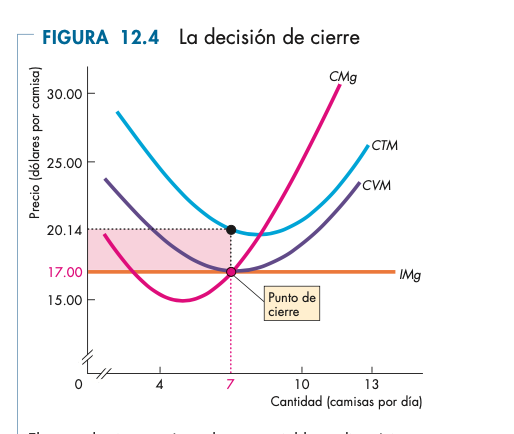 FIGURA 12.4 La decisión de cierre
Precio (dólares por camisa)
30.00
25.00
20.14
17.00
15.00
0
4
7
10
13
CMg
CTM
CVM
IMg
Punto de
cierre
Cantidad (camisas por día)